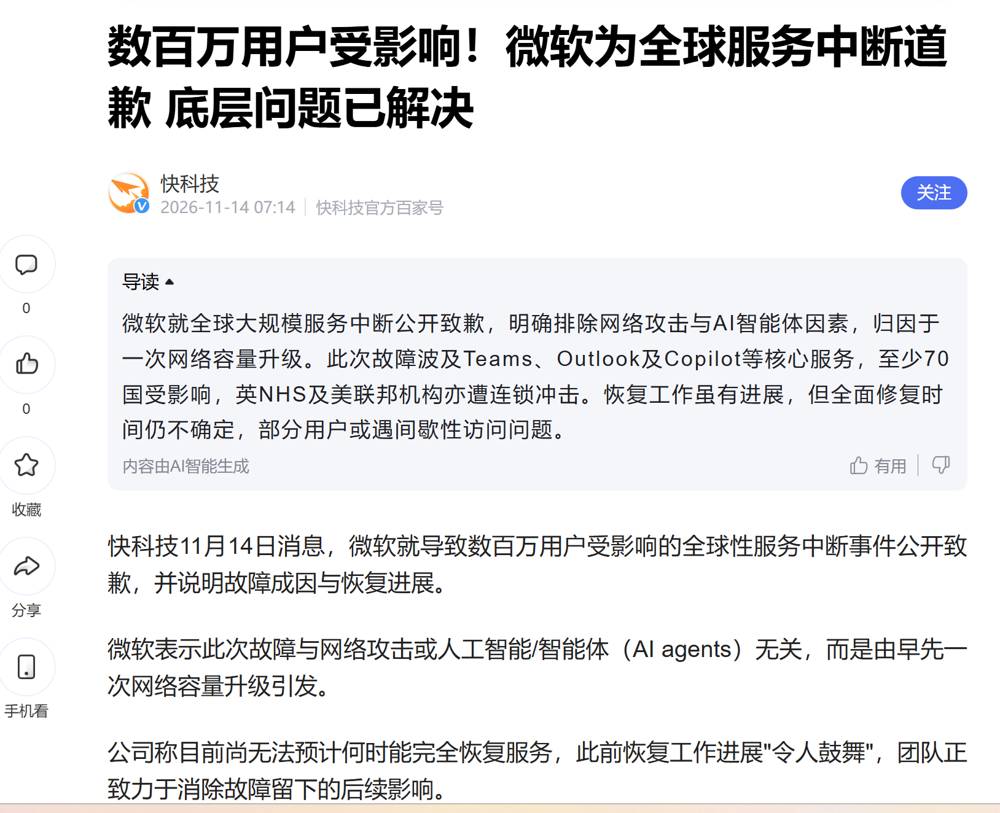 数百万用户受影响！微软为全球服务中断道
歉 底层问题已解决
快科技
2026-11-14 07:14 快科技官方百家号
关注
导读
微软就全球大规模服务中断公开致歉，明确排除网络攻击与AI智能体因素，归因于
一次网络容量升级。此次故障波及Teams、Outlook及Copilot等核心服务，至少70
国受影响，英NHS及美联邦机构亦遭连锁冲击。恢复工作虽有进展，但全面修复时
间仍不确定，部分用户或遇间歇性访问问题。
内容由AI智能生成
有用
0
0
收藏
分享
手机看
快科技11月14日消息，微软就导致数百万用户受影响的全球性服务中断事件公开致
歉，并说明故障成因与恢复进展。
微软表示此次故障与网络攻击或人工智能/智能体（AI agents）无关，而是由早先一
次网络容量升级引发。
公司称目前尚无法预计何时能完全恢复服务，此前恢复工作进展"令人鼓舞"，团队正
致力于消除故障留下的后续影响。